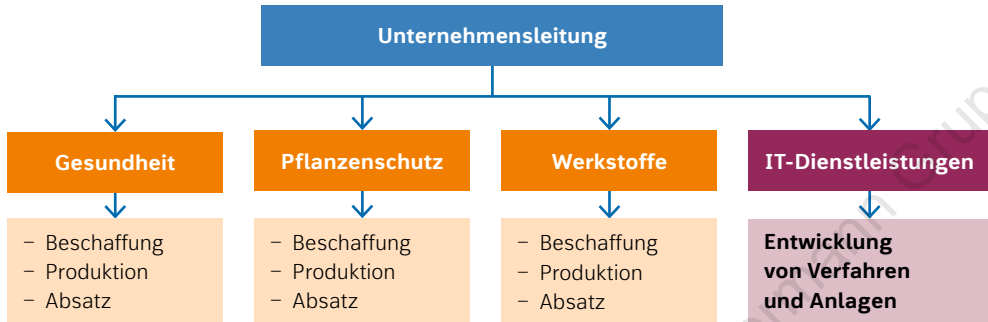 Unternehmensleitung
Gesundheit
Pflanzenschutz
Werkstoffe
IT-Dienstleistungen
– Beschaffung
– Produktion
– Absatz
– Beschaffung
– Produktion
– Absatz
– Beschaffung
– Produktion
– Absatz
Entwicklung
von Verfahren
und Anlagen